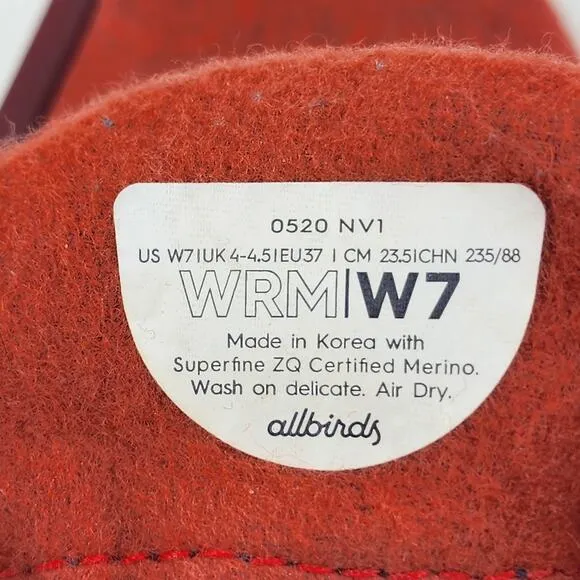 0520 NV1
US W7|UK 4-4.5|EU37 | CM 23.5|CHN 235/88
WRM|W7
Made in Korea with
Superfine ZQ Certified Merino.
Wash on delicate. Air Dry.
allbirds